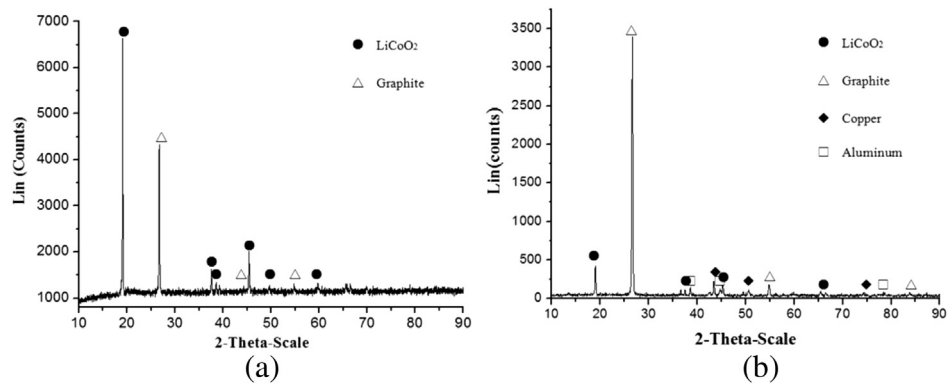 7000
6000
5000
4000
3000
2000
1000
Lin (Counts)
LiCoO₂
Graphite
10 20 30 40 50 60 70 80 90
2-Theta-Scale
(a)
3500
3000
2500
2000
1500
1000
500
0
Lin(counts)
LiCoO₂
Graphite
Copper
Aluminum
10 20 30 40 50 60 70 80 90
2-Theta-Scale
(b)